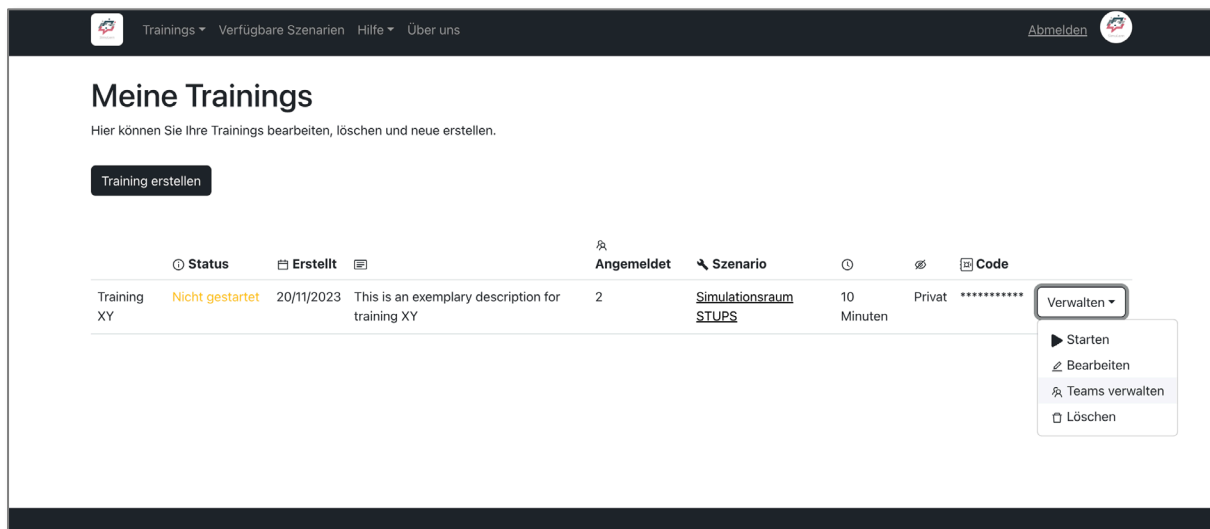 Trainings Verfügbare Szenarien Hilfe Über uns Abmelden
Meine Trainings
Hier können Sie Ihre Trainings bearbeiten, löschen und neue erstellen.
Training erstellen
Status Erstellt Angemeldet Szenario Code
Training Nicht gestartet 20/11/2023 This is an exemplary description for 2 Simulationsraum 10 Privat *********** Verwalten
XY training XY STUPS Minuten
Starten
Bearbeiten
Teams verwalten
Löschen